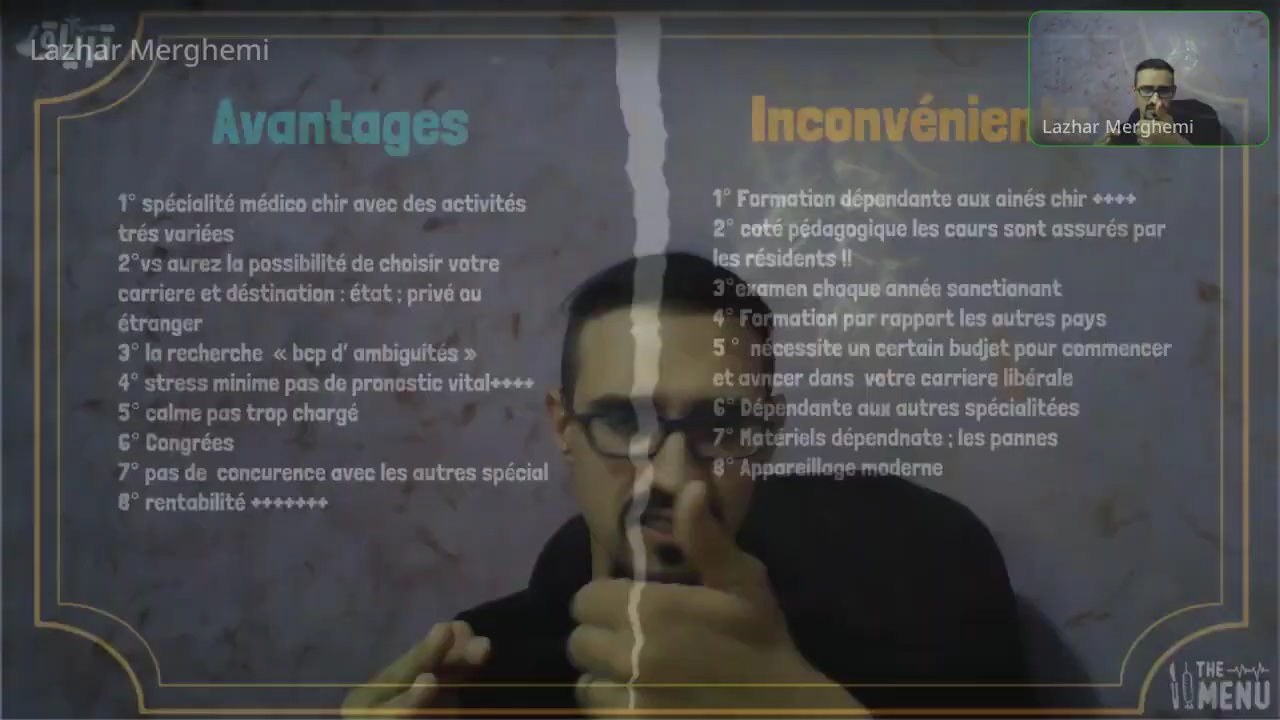 Lazhar Merghemi
ترياق
Avantages
1° spécialité médico chir avec des activités
trés variées
2°vs aurez la possibilité de choisir votre
carriere et déstination : état ; privé ou
étranger
3° la recherche « bcp d' ambiguités »
4° stress minime pas de pronostic vital++++
5° calme pas trop chargé
6° Congrées
7° pas de concurence avec les autres spécial
8° rentabilité +++++++
Inconvénien
Lazhar Merghemi
1° Formation dépendante aux ainés chir ++++
2° coté pédagogique les cours sont assurés par
les résidents !!
3°examen chaque année sanctionant
4° Formation par rapport les autres pays
5 ° nécessite un certain budjet pour commencer
et avncer dans votre carriere libérale
6° Dépendante aux autres spécialitées
7° Matériels dépendnate ; les pannes
8° Appareillage moderne
THE
MENU